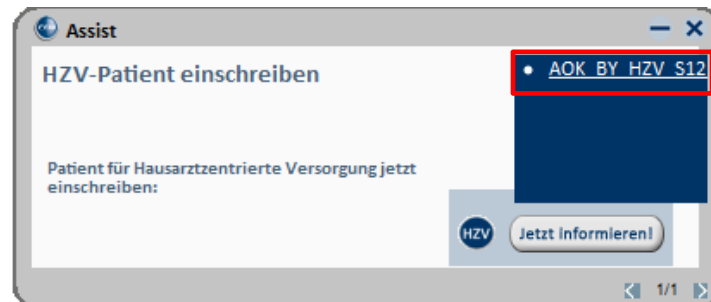 Assist
HZV-Patient einschreiben
AOK_BY_HZV_S12
Patient für Hausarztzentrierte Versorgung jetzt
einschreiben:
HZV
Jetzt informieren!
1/1